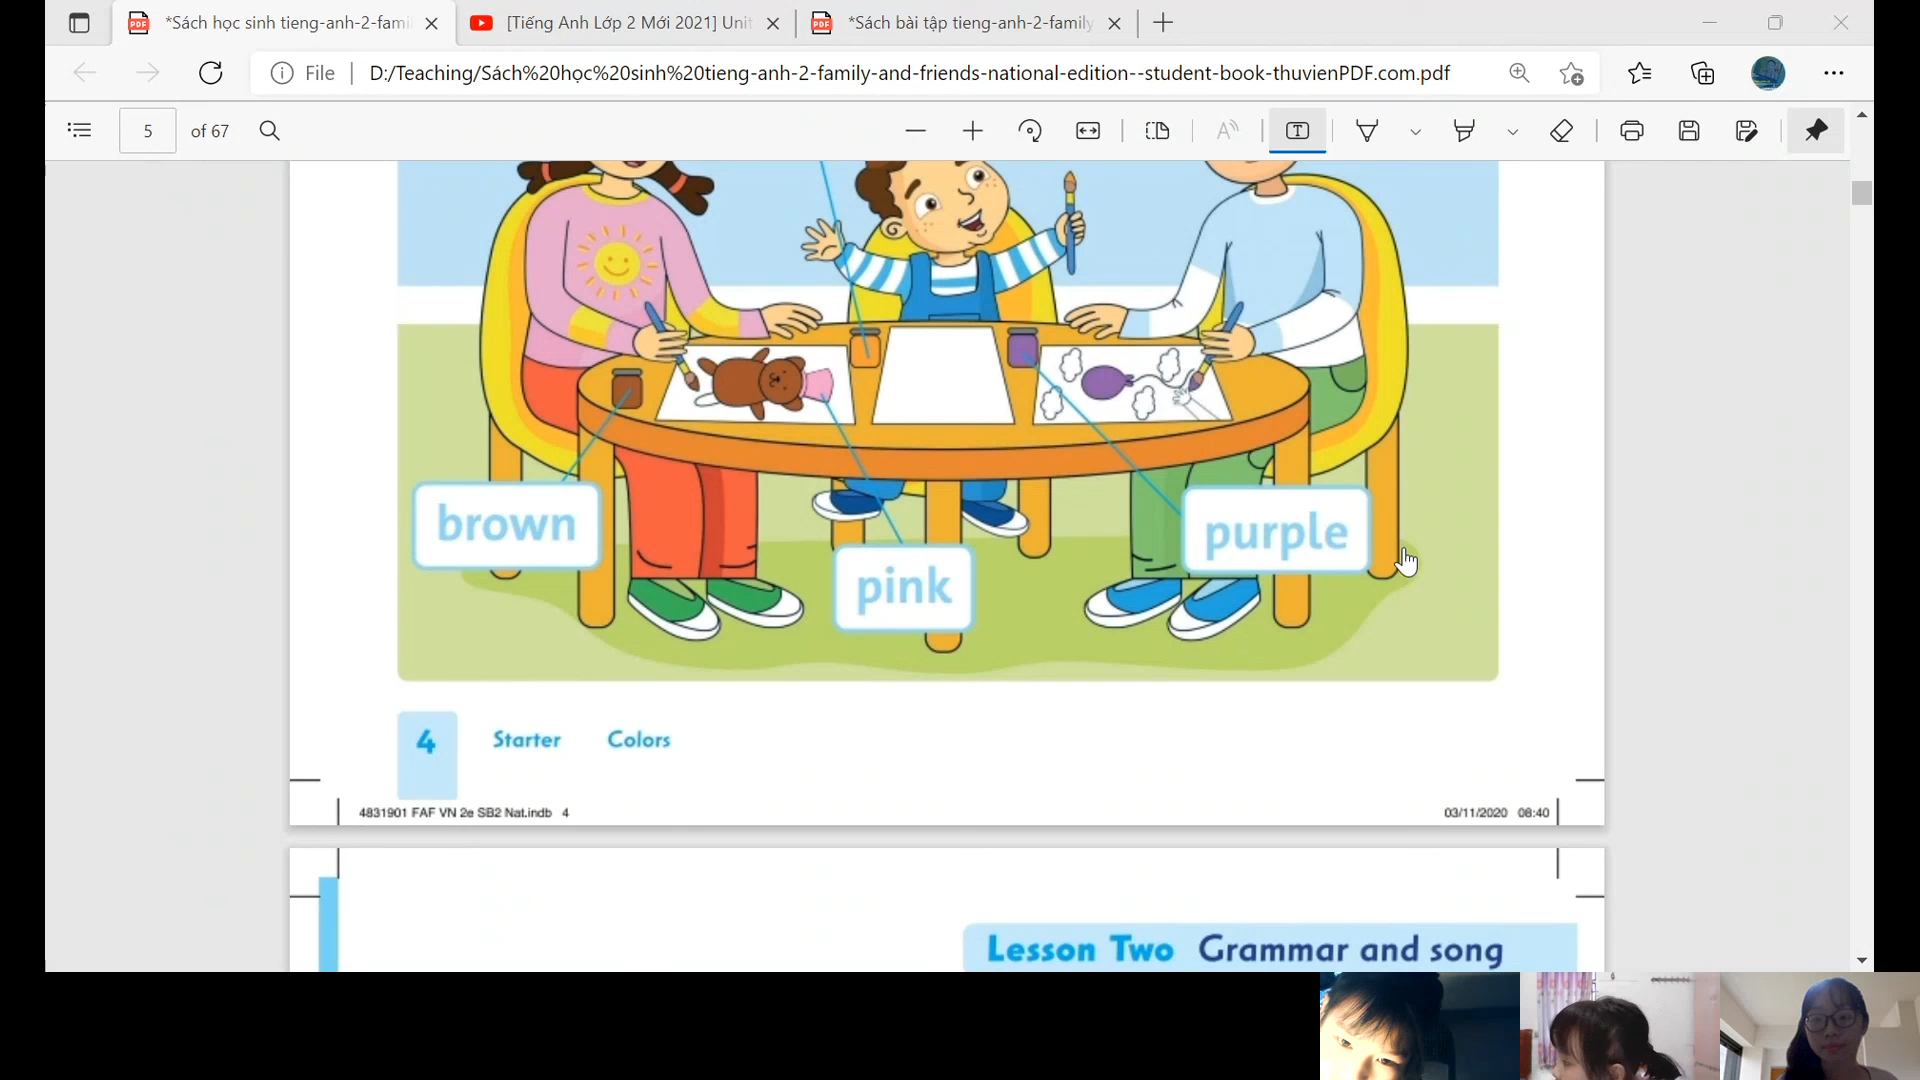 *Sách học sinh tieng-anh-2-fami
[Tiếng Anh Lớp 2 Mới 2021] Unit
*Sách bài tập tieng-anh-2-family
File
D:/Teaching/Sách%20học%20sinh%20tieng-anh-2-family-and-friends-national-edition--student-book-thuvienPDF.com.pdf
5 of 67
brown
purple
pink
4 Starter Colors
4831901 FAF VN 2e SB2 Nat.indb 4
03/11/2020 08:40
Lesson Two Grammar and song